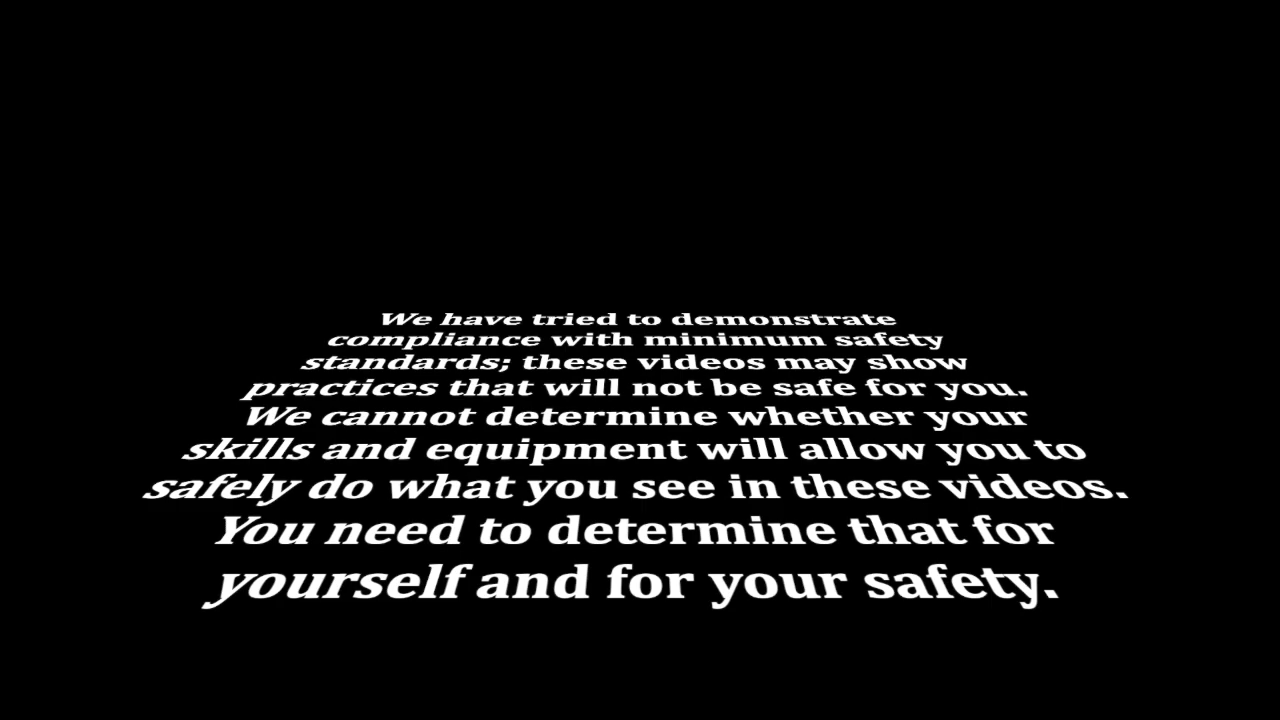 We have tried to demonstrate
compliance with minimum safety
standards; these videos may show
practices that will not be safe for you.
We cannot determine whether your
skills and equipment will allow you to
safely do what you see in these videos.
You need to determine that for
yourself and for your safety.